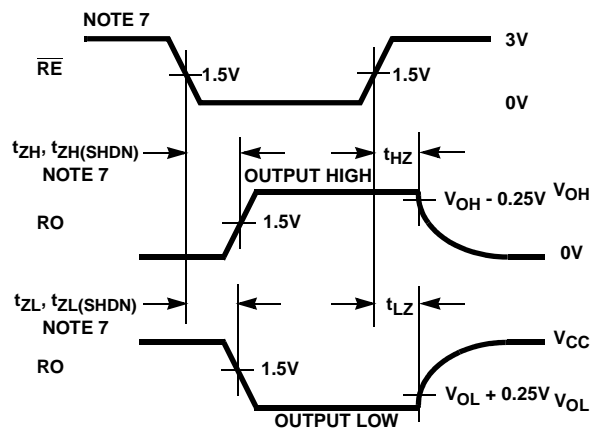 NOTE 7
3V
RE
1.5V
1.5V
0V
tZH, tZH(SHDN)
NOTE 7
tHZ
OUTPUT HIGH
VOH - 0.25V
VOH
RO
1.5V
0V
tZL, tZL(SHDN)
NOTE 7
tLZ
VCC
RO
1.5V
VOL + 0.25V
VOL
OUTPUT LOW